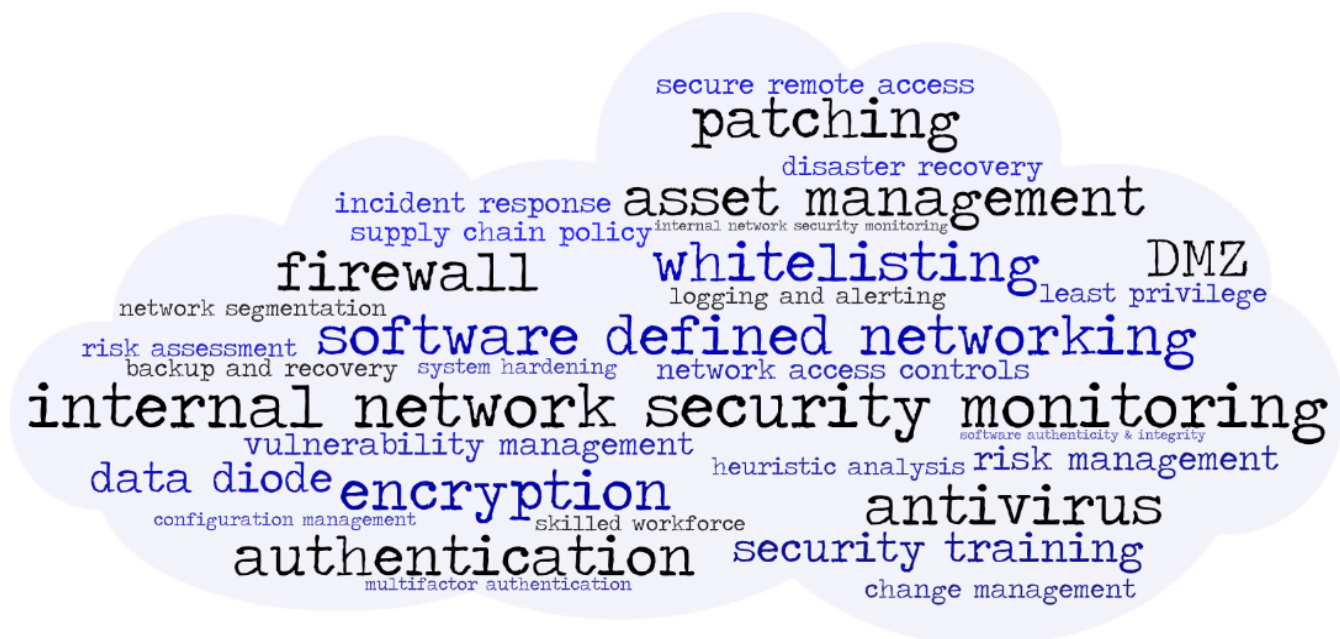 secure remote access
patching
disaster recovery
incident response asset management
supply chain policy internal network security monitoring
firewall whitelisting DMZ
network segmentation logging and alerting least privilege
risk assessment software defined networking
backup and recovery system hardening network access controls
internal network security monitoring
vulnerability management software authenticity & integrity
data diode encryption heuristic analysis risk management
configuration management skilled workforce antivirus
authentication security training
multifactor authentication change management